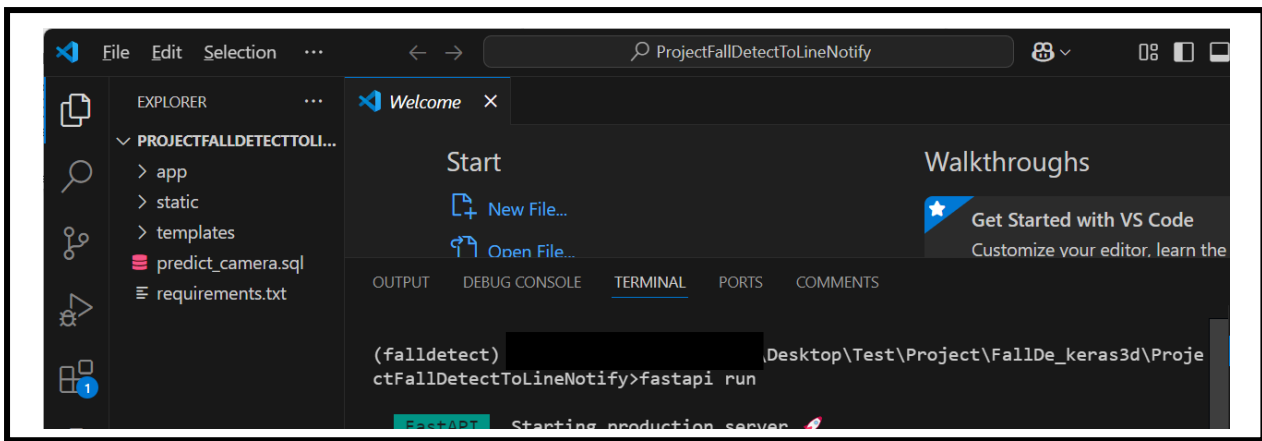 File Edit Selection ··· ← → ProjectFallDetectToLineNotify
EXPLORER ···
Welcome ×
PROJECTFALLDETECTTOLI...
app
static
templates
predict_camera.sql
requirements.txt
Start
New File...
Open File...
Walkthroughs
Get Started with VS Code
Customize your editor, learn the
OUTPUT DEBUG CONSOLE TERMINAL PORTS COMMENTS
(falldetect) \Desktop\Test\Project\FallDe_keras3d\Proje
ctFallDetectToLineNotify>fastapi run
FastAPI Starting production server 🚀
1